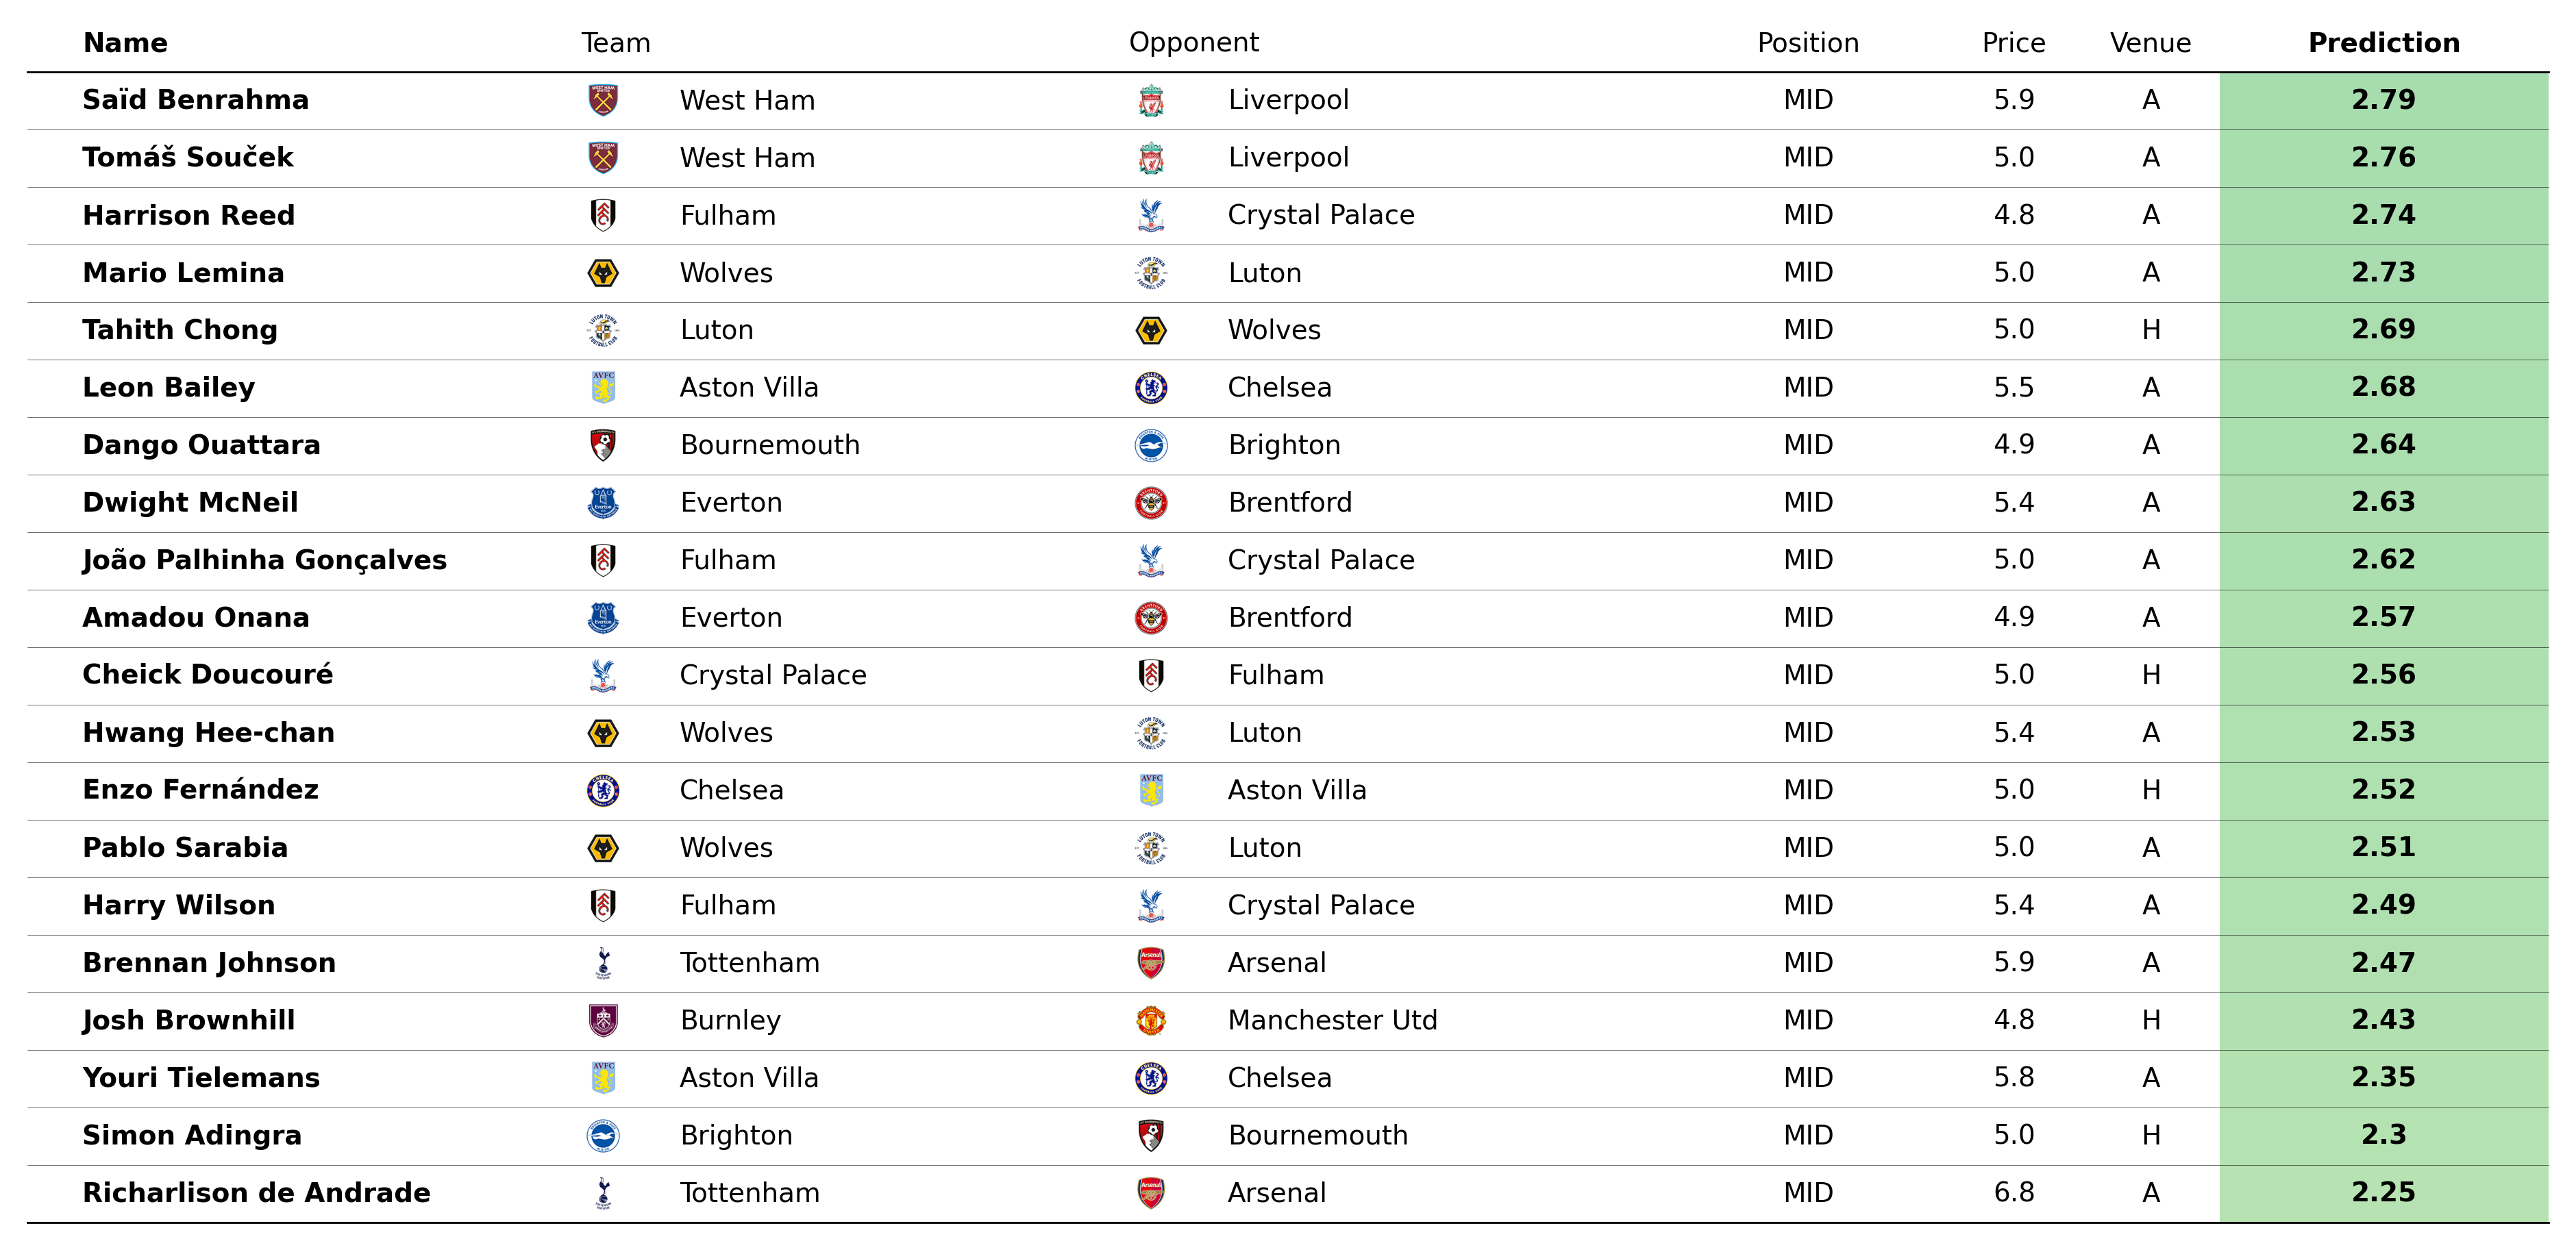 Name Team Opponent Position Price Venue Prediction
Saïd Benrahma West Ham Liverpool MID 5.9 A 2.79
Tomáš Souček West Ham Liverpool MID 5.0 A 2.76
Harrison Reed Fulham Crystal Palace MID 4.8 A 2.74
Mario Lemina Wolves Luton MID 5.0 A 2.73
Tahith Chong Luton Wolves MID 5.0 H 2.69
Leon Bailey Aston Villa Chelsea MID 5.5 A 2.68
Dango Ouattara Bournemouth Brighton MID 4.9 A 2.64
Dwight McNeil Everton Brentford MID 5.4 A 2.63
João Palhinha Gonçalves Fulham Crystal Palace MID 5.0 A 2.62
Amadou Onana Everton Brentford MID 4.9 A 2.57
Cheick Doucouré Crystal Palace Fulham MID 5.0 H 2.56
Hwang Hee-chan Wolves Luton MID 5.4 A 2.53
Enzo Fernández Chelsea Aston Villa MID 5.0 H 2.52
Pablo Sarabia Wolves Luton MID 5.0 A 2.51
Harry Wilson Fulham Crystal Palace MID 5.4 A 2.49
Brennan Johnson Tottenham Arsenal MID 5.9 A 2.47
Josh Brownhill Burnley Manchester Utd MID 4.8 H 2.43
Youri Tielemans Aston Villa Chelsea MID 5.8 A 2.35
Simon Adingra Brighton Bournemouth MID 5.0 H 2.3
Richarlison de Andrade Tottenham Arsenal MID 6.8 A 2.25